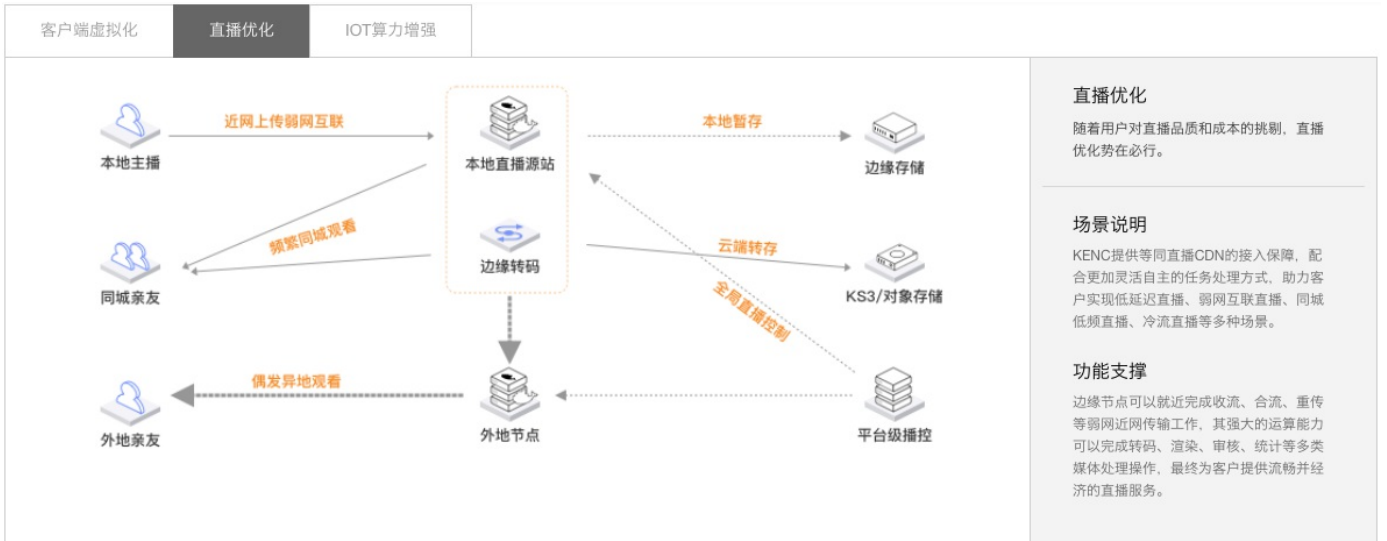 客户端虚拟化
直播优化
IOT算力增强
近网上传弱网互联
本地主播
本地直播源站
本地暂存
边缘存储
频繁同城观看
同城亲友
边缘转码
云端转存
KS3/对象存储
全局直播控制
偶发异地观看
外地亲友
外地节点
平台级播控
直播优化
随着用户对直播品质和成本的挑剔，直播
优化势在必行。
场景说明
KENC提供等同直播CDN的接入保障，配
合更加灵活自主的任务处理方式，助力客
户实现低延迟直播、弱网互联直播、同城
低频直播、冷流直播等多种场景。
功能支撑
边缘节点可以就近完成收流、合流、重传
等弱网近网传输工作，其强大的运算能力
可以完成转码、渲染、审核、统计等多类
媒体处理操作，最终为客户提供流畅并经
济的直播服务。